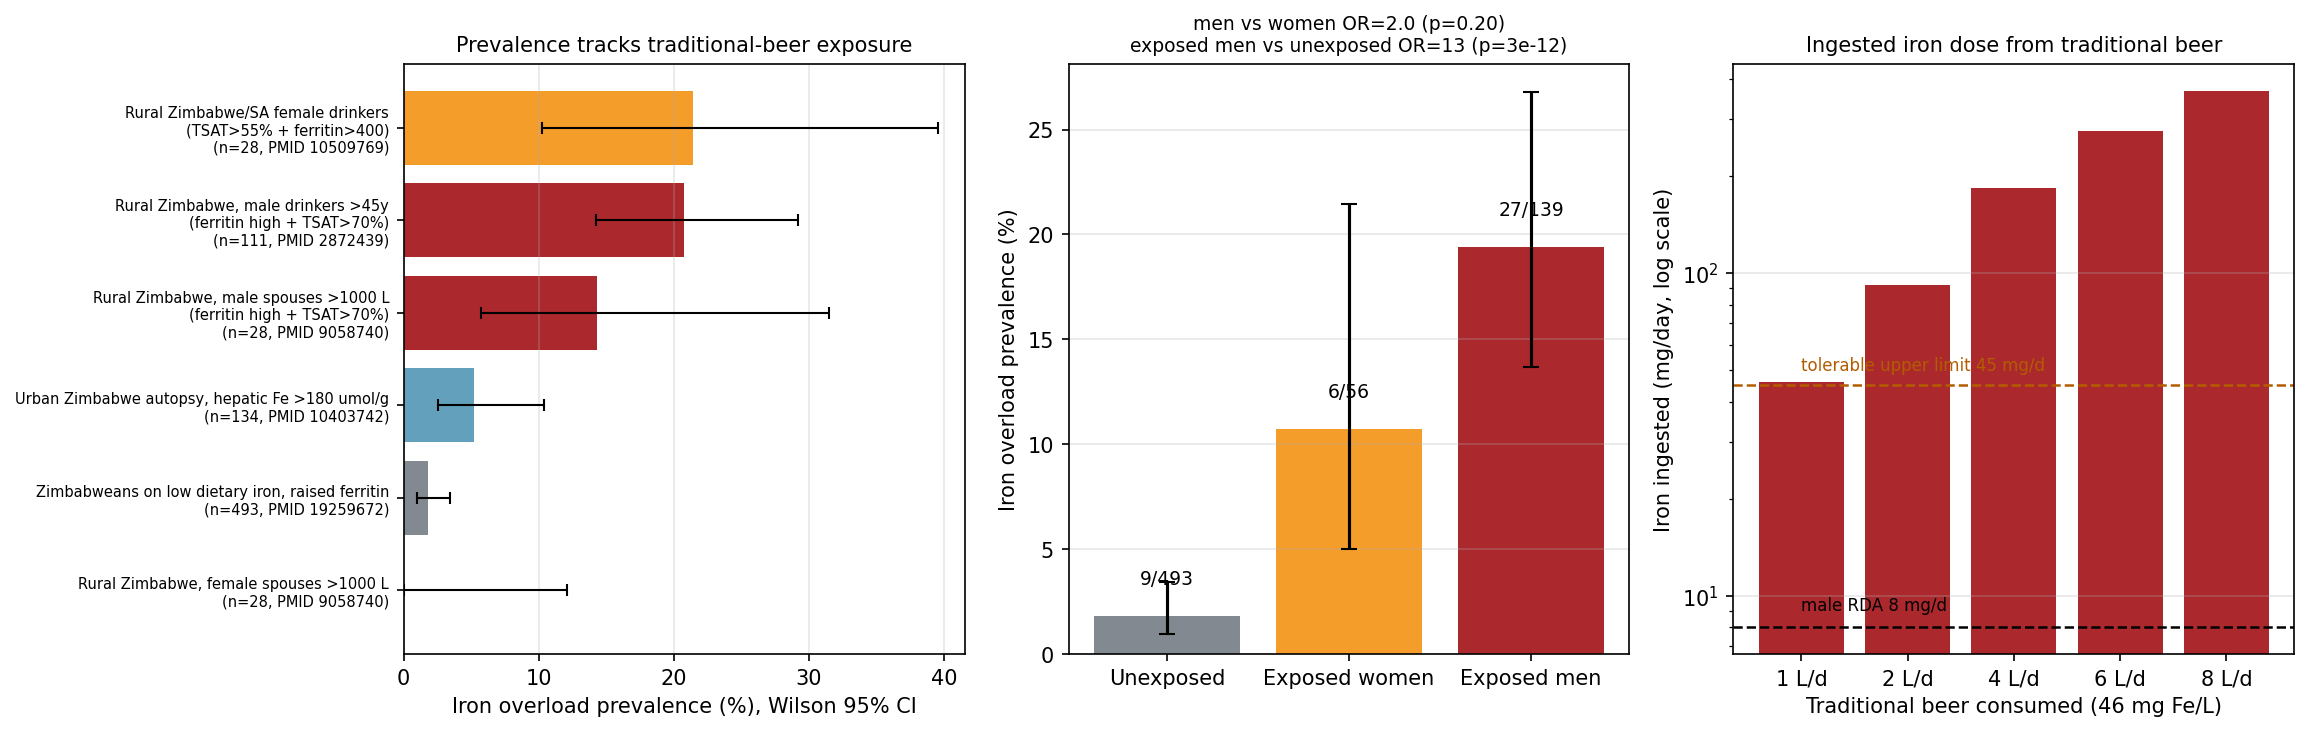 Prevalence tracks traditional-beer exposure
Rural Zimbabwe/SA female drinkers
(TSAT>55% + ferritin>400)
(n=28, PMID 10509769)
Rural Zimbabwe, male drinkers >45y
(ferritin high + TSAT>70%)
(n=111, PMID 2872439)
Rural Zimbabwe, male spouses >1000 L
(ferritin high + TSAT>70%)
(n=28, PMID 9058740)
Urban Zimbabwe autopsy, hepatic Fe >180 umol/g
(n=134, PMID 10403742)
Zimbabweans on low dietary iron, raised ferritin
(n=493, PMID 19259672)
Rural Zimbabwe, female spouses >1000 L
(n=28, PMID 9058740)
0 10 20 30 40
Iron overload prevalence (%), Wilson 95% CI
men vs women OR=2.0 (p=0.20)
exposed men vs unexposed OR=13 (p=3e-12)
Iron overload prevalence (%)
25
20
15
10
5
0
27/139
6/56
9/493
Unexposed Exposed women Exposed men
Ingested iron dose from traditional beer
Iron ingested (mg/day, log scale)
10²
10¹
tolerable upper limit 45 mg/d
male RDA 8 mg/d
1 L/d 2 L/d 4 L/d 6 L/d 8 L/d
Traditional beer consumed (46 mg Fe/L)